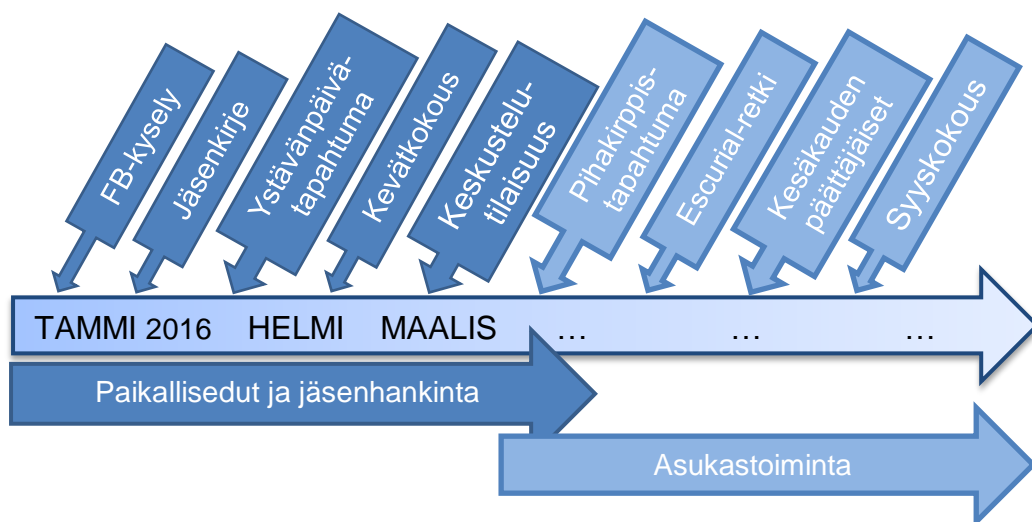 FB-kysely
Jäsenkirje
Ystävänpäivä-
tapahtuma
Kevätkokous
Keskustelu-
tilaisuus
Pihakirppis-
tapahtuma
Escurial-retki
Kesäkauden
päättäjäiset
Syyskokous
TAMMI 2016 HELMI MAALIS … … …
Paikallisedut ja jäsenhankinta
Asukastoiminta